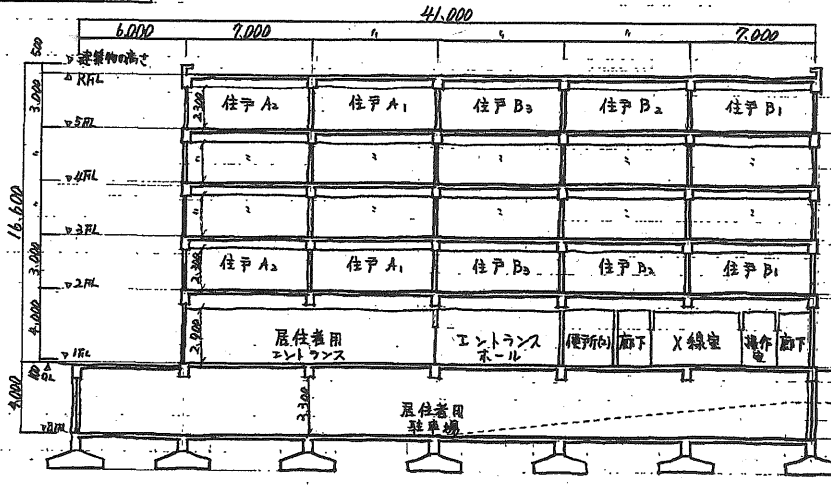 41.000
6.000 7.000 〃 〃 〃 7.000
500
▽建築物の高さ
▽RFL
3.000
2.300 住戸A2 住戸A1 住戸B3 住戸B2 住戸B1
▽5FL
〃 〃 〃 〃 〃 〃 〃
▽4FL
16.600
〃 〃 〃 〃 〃 〃 〃
▽3FL
3.000
2.300 住戸A2 住戸A1 住戸B3 住戸B2 住戸B1
▽2FL
4.000
2.900 居住者用 エントランス 便所(2) 廊下 X線室 操作 廊下
エントランス ホール 室
▽1FL
100 GL
4.000
3.300 居住者用
駐車場
▽B1FL